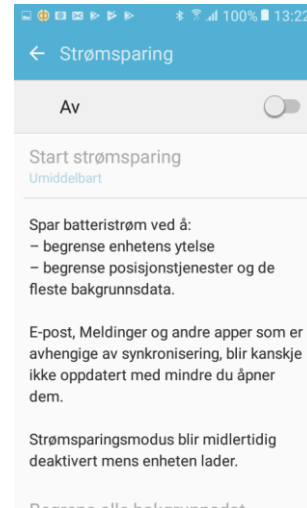 100% 13:22
Strømsparing
Av
Start strømsparing
Umiddelbart
Spar batteristrøm ved å:
– begrense enhetens ytelse
– begrense posisjonstjenester og de
fleste bakgrunnsdata.
E-post, Meldinger og andre apper som er
avhengige av synkronisering, blir kanskje
ikke oppdatert med mindre du åpner
dem.
Strømsparingsmodus blir midlertidig
deaktivert mens enheten lader.
alle